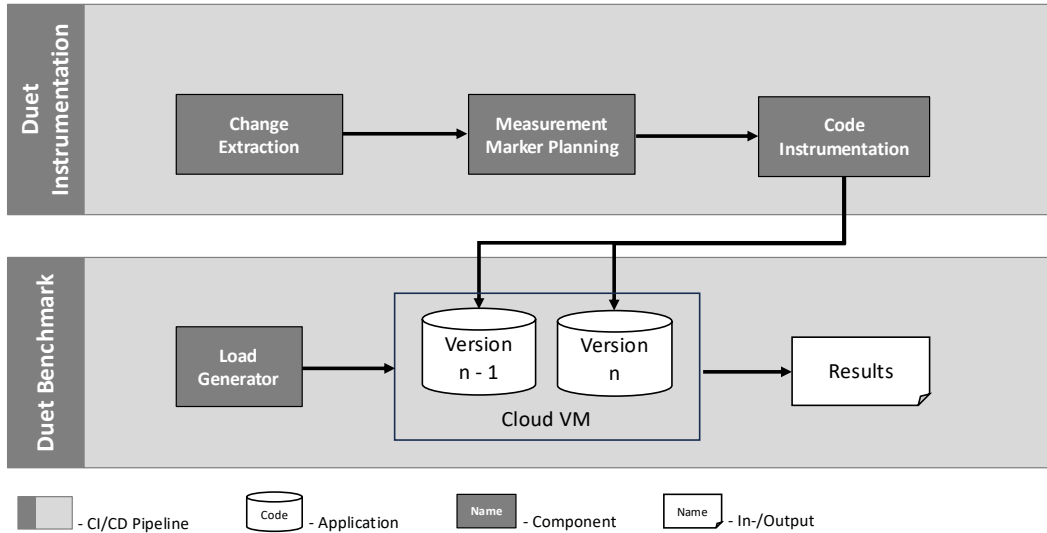 Duet
Instrumentation
Change
Extraction
Measurement
Marker Planning
Code
Instrumentation
Duet Benchmark
Load
Generator
Version
n - 1
Version
n
Cloud VM
Results
- CI/CD Pipeline
Code
- Application
Name
- Component
Name
- In-/Output